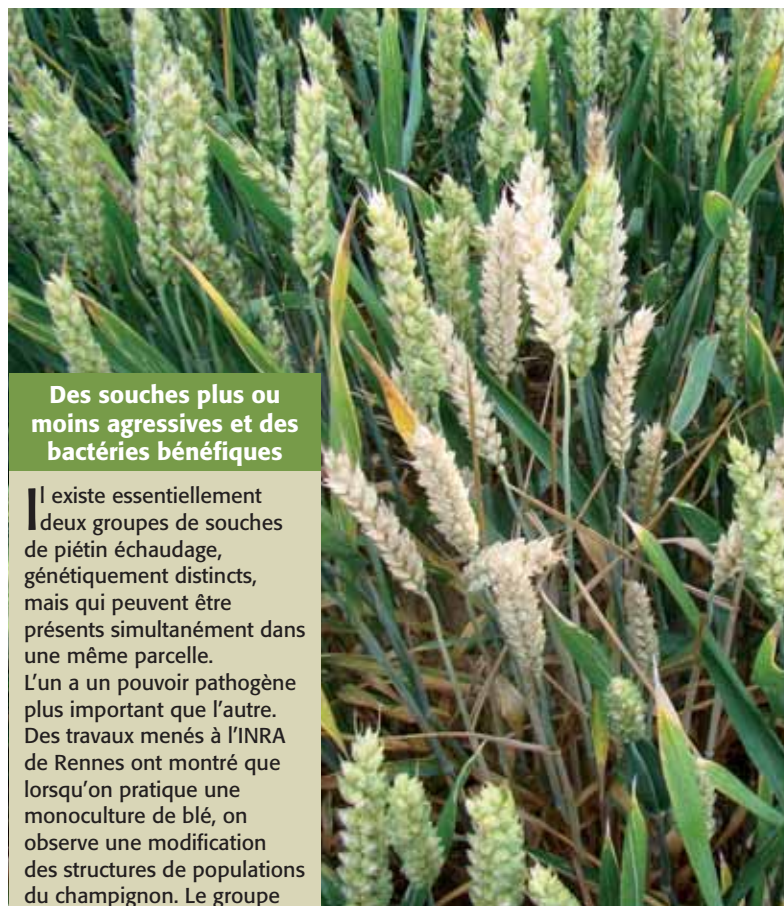 Des souches plus ou
moins agressives et des
bactéries bénéfiques
Il existe essentiellement
deux groupes de souches
de piétin échaudage,
génétiquement distincts,
mais qui peuvent être
présents simultanément dans
une même parcelle.
L’un a un pouvoir pathogène
plus important que l’autre.
Des travaux menés à l’INRA
de Rennes ont montré que
lorsqu’on pratique une
monoculture de blé, on
observe une modification
des structures de populations
du champignon. Le groupe